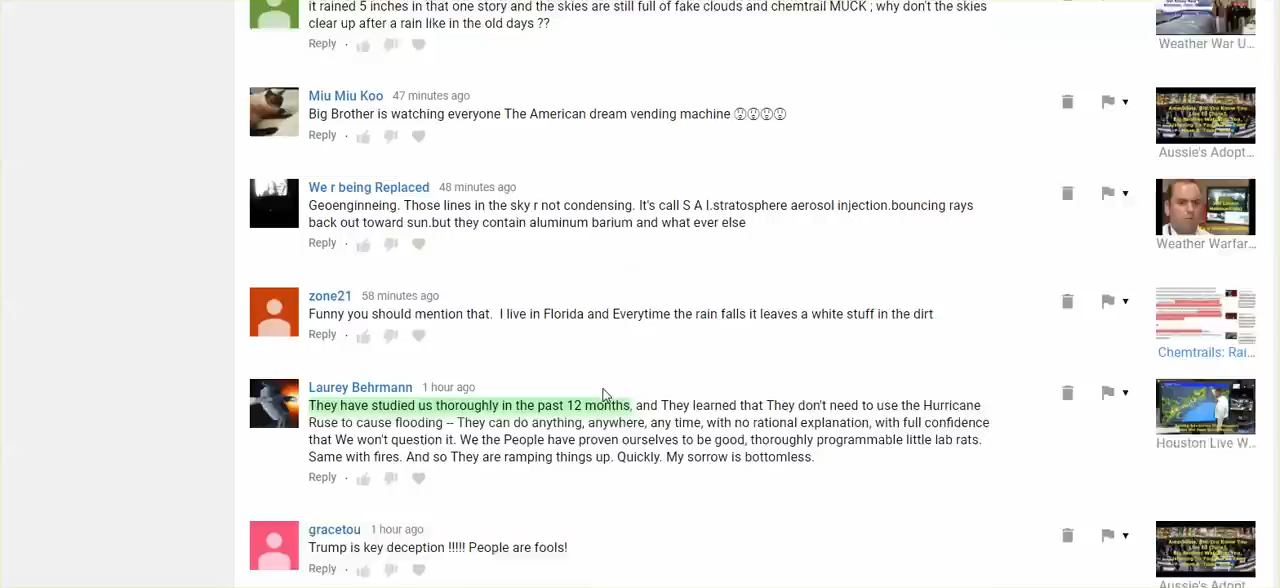 it rained 5 inches in that one story and the skies are still full of fake clouds and chemtrail MUCK ; why don't the skies
clear up after a rain like in the old days ??
Reply ·
Weather War U...
Miu Miu Koo 47 minutes ago
Big Brother is watching everyone The American dream vending machine
Reply ·
Aussie's Adopt...
We r being Replaced 48 minutes ago
Geoenginneing. Those lines in the sky r not condensing. It's call S A I.stratosphere aerosol injection.bouncing rays
back out toward sun.but they contain aluminum barium and what ever else
Reply ·
Weather Warfar...
zone21 58 minutes ago
Funny you should mention that. I live in Florida and Everytime the rain falls it leaves a white stuff in the dirt
Reply ·
Chemtrails: Rai...
Laurey Behrmann 1 hour ago
They have studied us thoroughly in the past 12 months, and They learned that They don't need to use the Hurricane
Ruse to cause flooding -- They can do anything, anywhere, any time, with no rational explanation, with full confidence
that We won't question it. We the People have proven ourselves to be good, thoroughly programmable little lab rats.
Same with fires. And so They are ramping things up. Quickly. My sorrow is bottomless.
Reply ·
Houston Live W...
gracetou 1 hour ago
Trump is key deception !!!!! People are fools!
Reply ·
Aussie's Adopt...